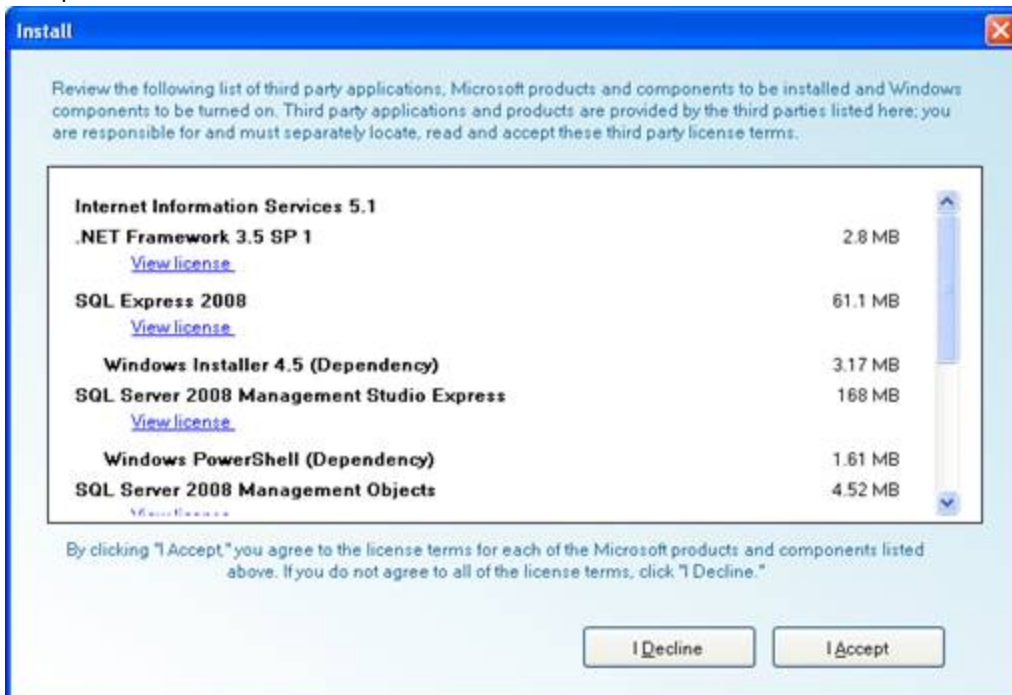 Install
Review the following list of third party applications, Microsoft products and components to be installed and Windows
components to be turned on. Third party applications and products are provided by the third parties listed here; you
are responsible for and must separately locate, read and accept these third party license terms.
Internet Information Services 5.1
.NET Framework 3.5 SP 1 2.8 MB
View license
SQL Express 2008 61.1 MB
View license
Windows Installer 4.5 (Dependency) 3.17 MB
SQL Server 2008 Management Studio Express 168 MB
View license
Windows PowerShell (Dependency) 1.61 MB
SQL Server 2008 Management Objects 4.52 MB
By clicking "I Accept," you agree to the license terms for each of the Microsoft products and components listed
above. If you do not agree to all of the license terms, click "I Decline."
I Decline I Accept